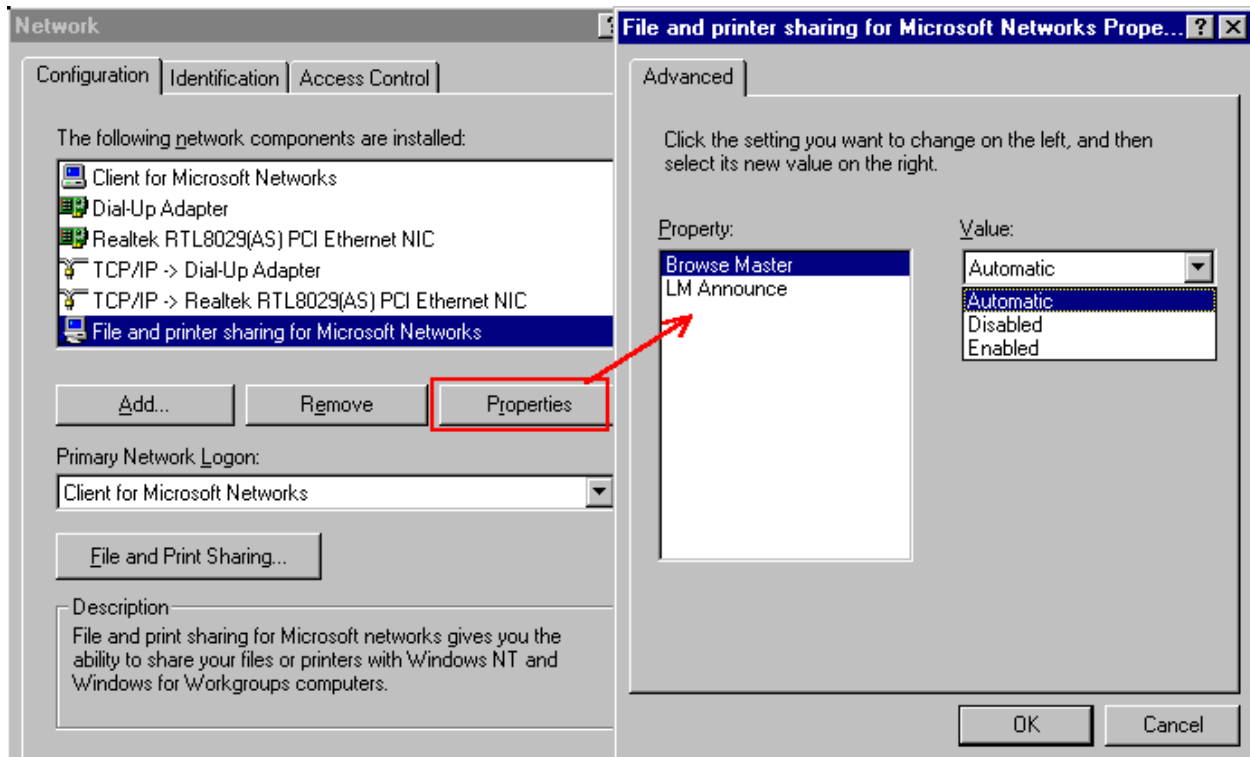 Network
Configuration
Identification
Access Control
The following network components are installed:
Client for Microsoft Networks
Dial-Up Adapter
Realtek RTL8029(AS) PCI Ethernet NIC
TCP/IP -> Dial-Up Adapter
TCP/IP -> Realtek RTL8029(AS) PCI Ethernet NIC
File and printer sharing for Microsoft Networks
Add...
Remove
Properties
Primary Network Logon:
Client for Microsoft Networks
File and Print Sharing...
Description
File and print sharing for Microsoft networks gives you the
ability to share your files or printers with Windows NT and
Windows for Workgroups computers.
File and printer sharing for Microsoft Networks Prope...
Advanced
Click the setting you want to change on the left, and then
select its new value on the right.
Property:
Browse Master
LM Announce
Value:
Automatic
Automatic
Disabled
Enabled
OK
Cancel